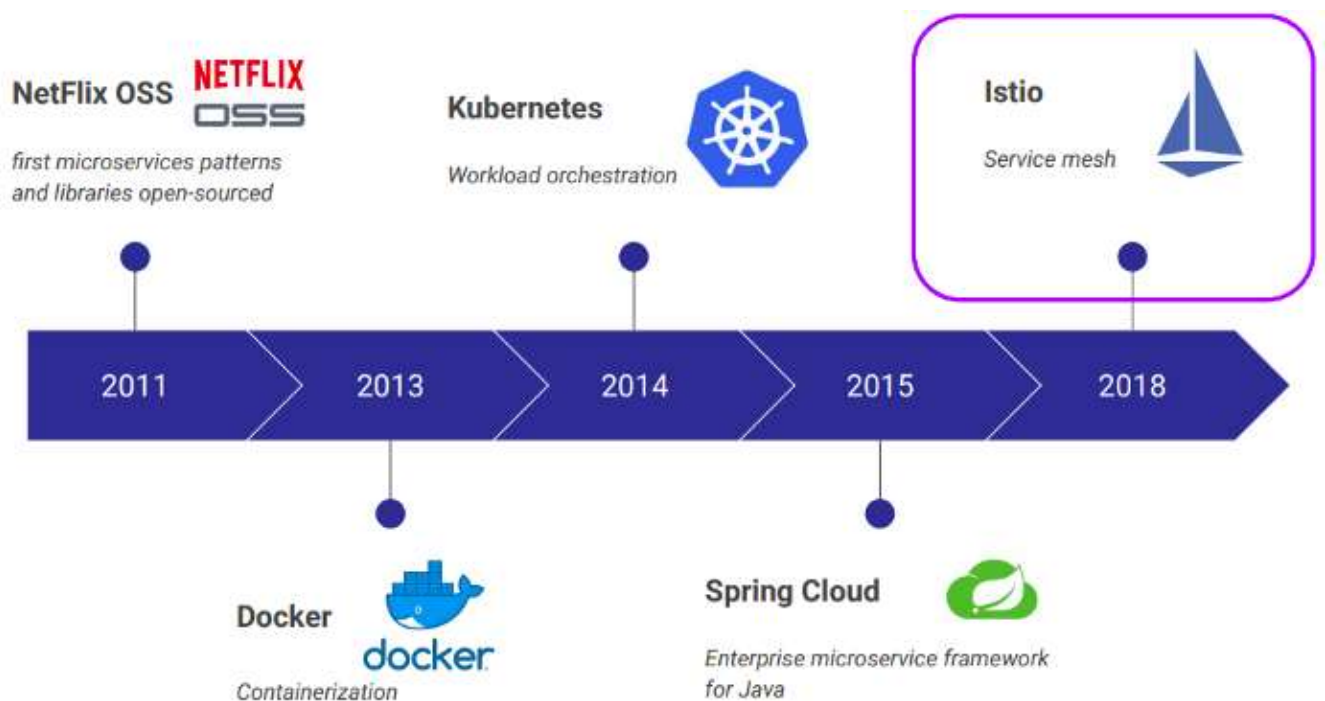 NetFlix OSS
NETFLIX
OSS
first microservices patterns
and libraries open-sourced
Kubernetes
Workload orchestration
Istio
Service mesh
2011
2013
2014
2015
2018
Docker
docker
Containerization
Spring Cloud
Enterprise microservice framework
for Java